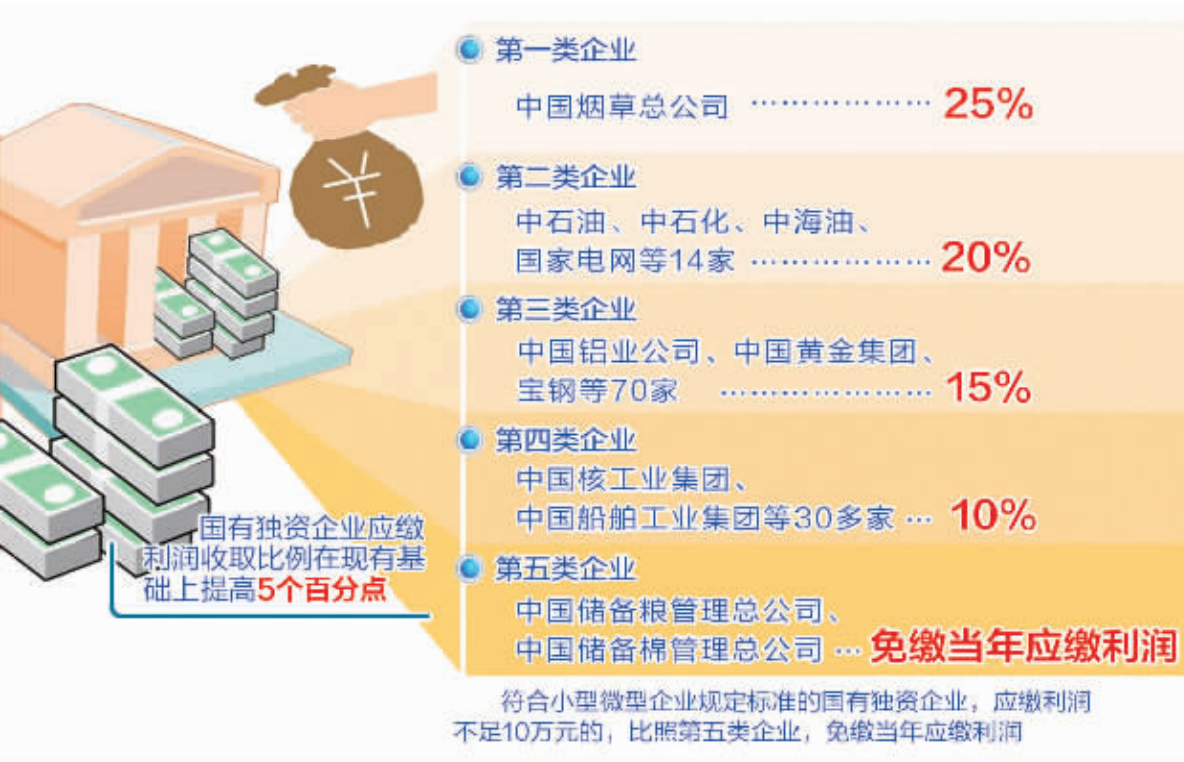 第一类企业
中国烟草总公司 ……………… 25%
第二类企业
中石油、中石化、中海油、
国家电网等14家 ……………… 20%
第三类企业
中国铝业公司、中国黄金集团、
宝钢等70家 ………………… 15%
第四类企业
中国核工业集团、
中国船舶工业集团等30多家 … 10%
第五类企业
中国储备粮管理总公司、
中国储备棉管理总公司 … 免缴当年应缴利润
国有独资企业应缴
利润收取比例在现有基
础上提高5个百分点
符合小型微型企业规定标准的国有独资企业，应缴利润
不足10万元的，比照第五类企业，免缴当年应缴利润
¥